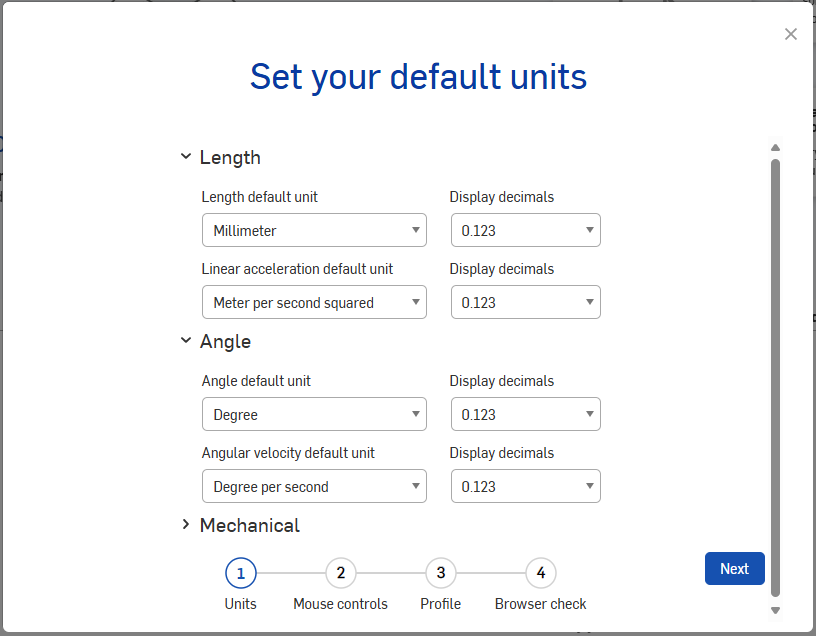 Set your default units
Length
Length default unit Display decimals
Millimeter 0.123
Linear acceleration default unit Display decimals
Meter per second squared 0.123
Angle
Angle default unit Display decimals
Degree 0.123
Angular velocity default unit Display decimals
Degree per second 0.123
Mechanical
1 2 3 4 Next
Units Mouse controls Profile Browser check